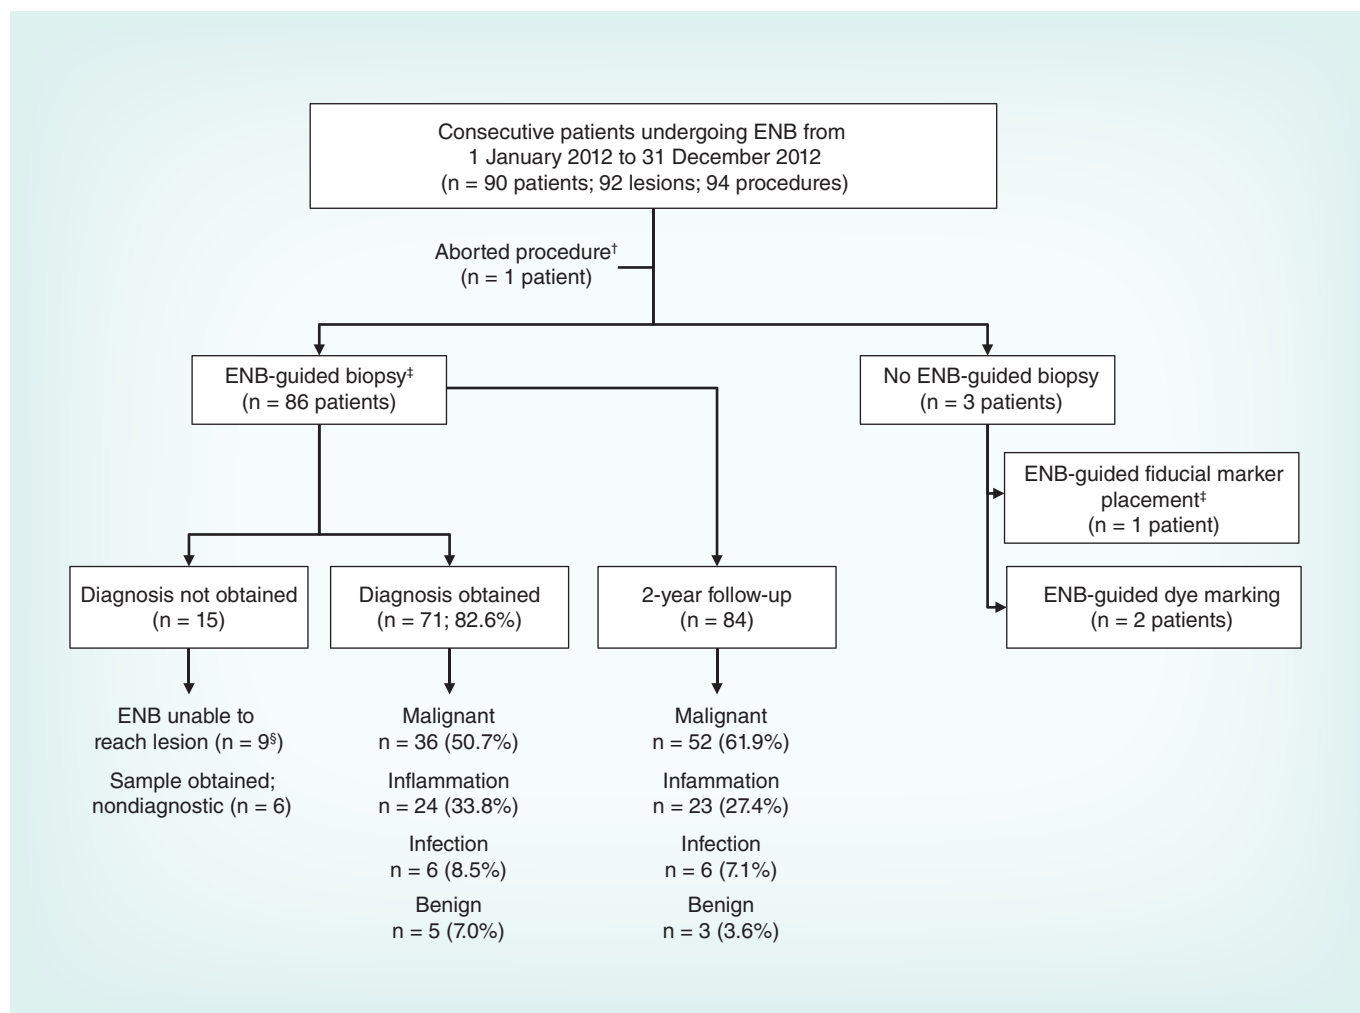 Consecutive patients undergoing ENB from
1 January 2012 to 31 December 2012
(n = 90 patients; 92 lesions; 94 procedures)
Aborted procedure†
(n = 1 patient)
ENB-guided biopsy‡
(n = 86 patients)
No ENB-guided biopsy
(n = 3 patients)
ENB-guided fiducial marker
placement‡
(n = 1 patient)
ENB-guided dye marking
(n = 2 patients)
Diagnosis not obtained
(n = 15)
ENB unable to
reach lesion (n = 9§)
Sample obtained;
nondiagnostic (n = 6)
Diagnosis obtained
(n = 71; 82.6%)
Malignant
n = 36 (50.7%)
Inflammation
n = 24 (33.8%)
Infection
n = 6 (8.5%)
Benign
n = 5 (7.0%)
2-year follow-up
(n = 84)
Malignant
n = 52 (61.9%)
Infammation
n = 23 (27.4%)
Infection
n = 6 (7.1%)
Benign
n = 3 (3.6%)